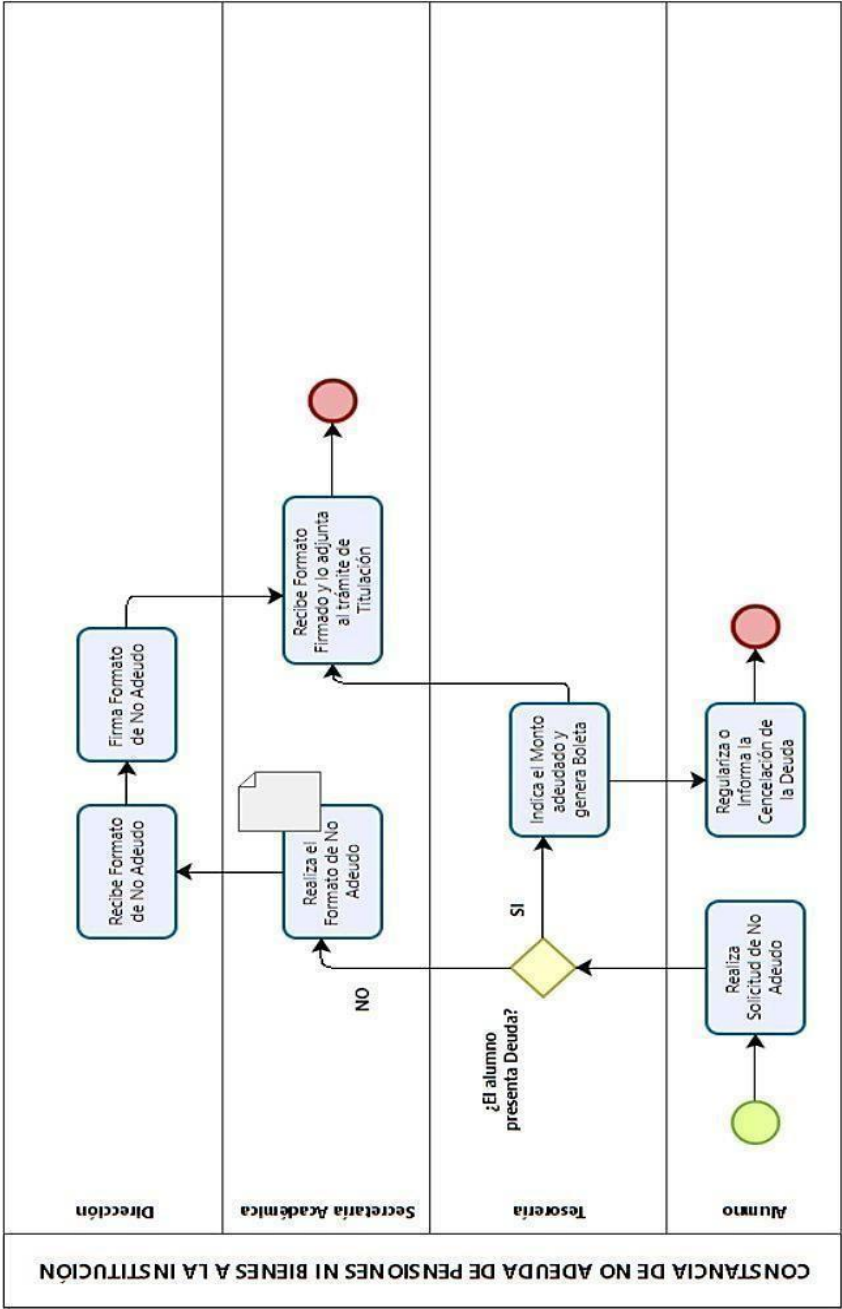 CONSTANCIA DE NO ADEUDA DE PENSIONES NI BIENES A LA INSTITUCIÓN
Dirección
Recibe Formato
de No Adeudo
Firma Formato
de No Adeudo
Secretaría Académica
Realiza el
Formato de No
Adeudo
Recibe Formato
Firmado y lo adjunta
al trámite de
Titulación
NO
Tesorería
¿El alumno
presenta Deuda?
SI
Indica el Monto
adeudado y
genera Boleta
Alumno
Realiza
Solicitud de No
Adeudo
Regulariza o
Informa la
Cencelación de
la Deuda